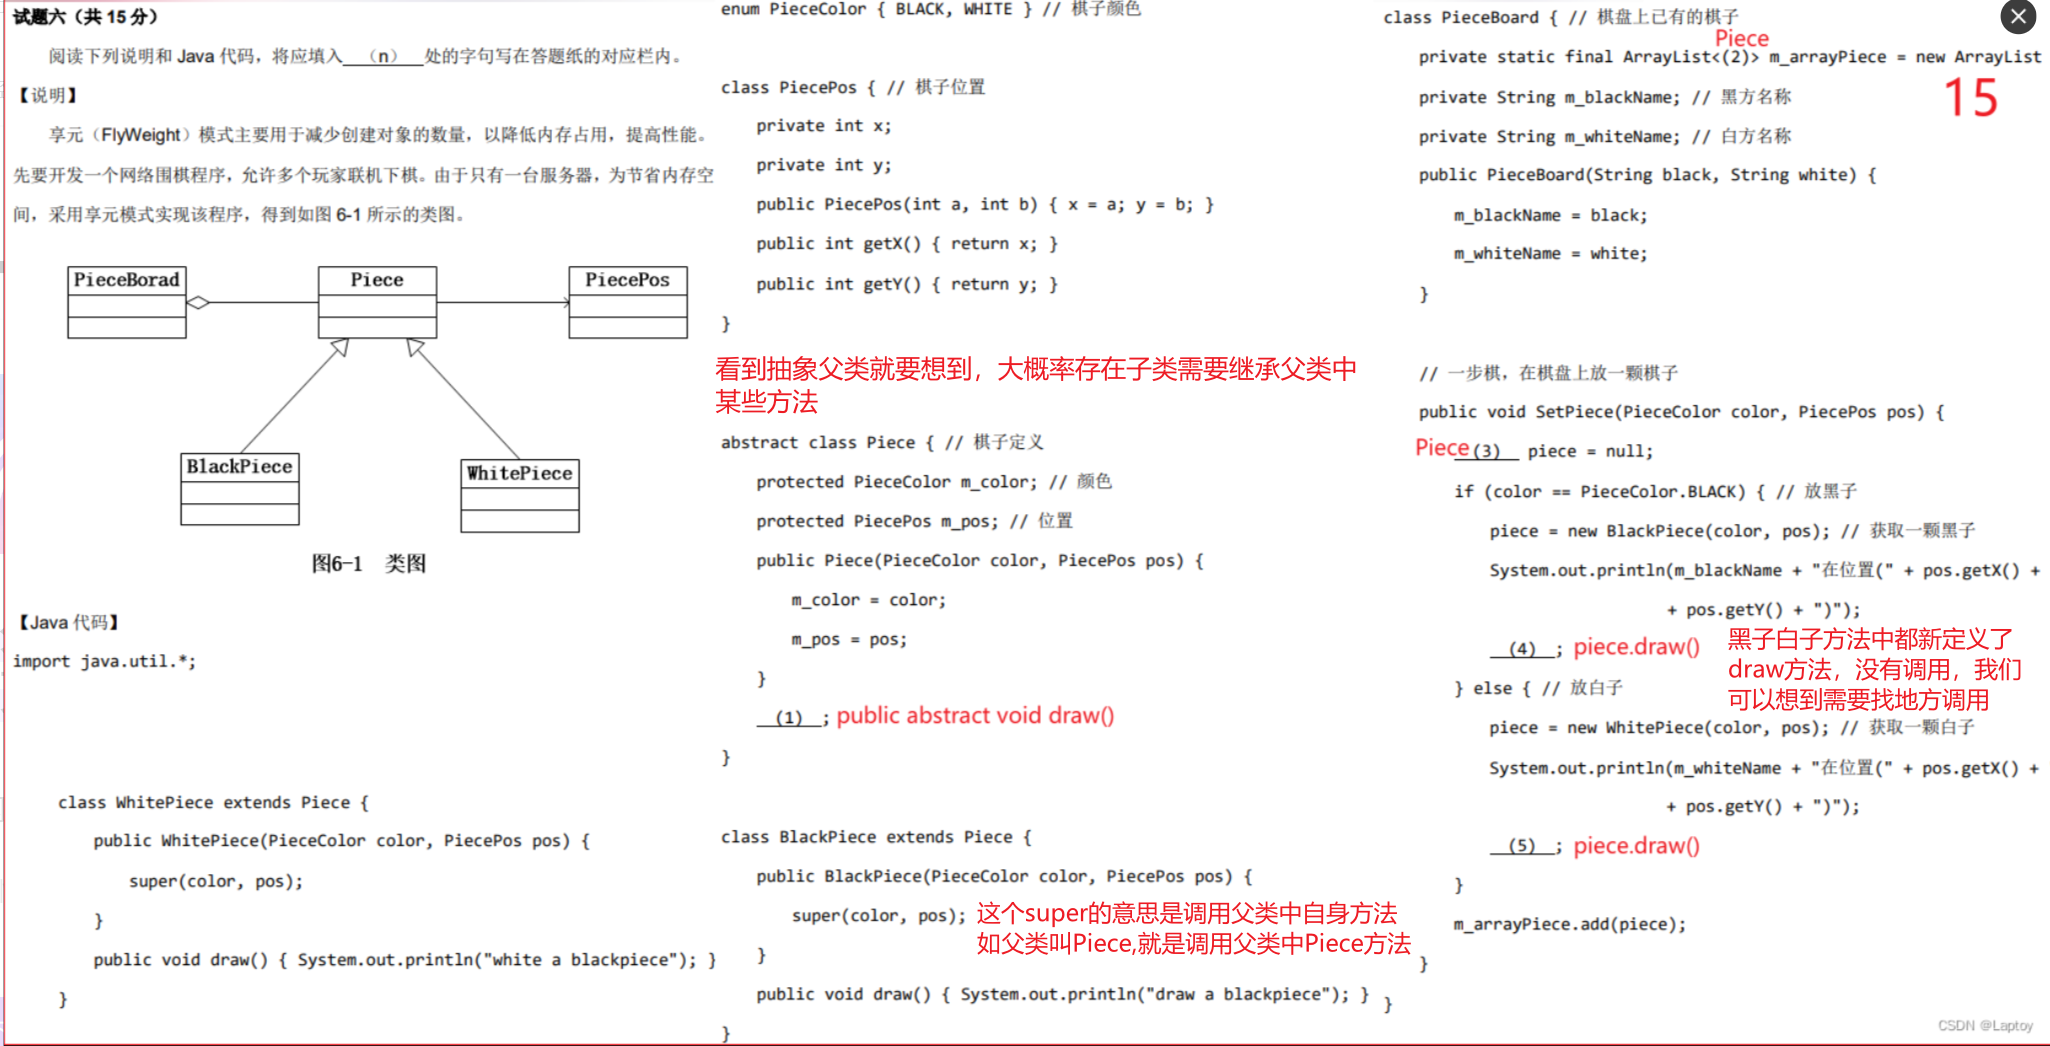 试题六（共 15 分）
阅读下列说明和 Java 代码，将应填入 （n） 处的字句写在答题纸的对应栏内。
【说明】
享元（FlyWeight）模式主要用于减少创建对象的数量，以降低内存占用，提高性能。
先要开发一个网络围棋程序，允许多个玩家联机下棋。由于只有一台服务器，为节省内存空
间，采用享元模式实现该程序，得到如图 6-1 所示的类图。
PieceBorad
Piece
PiecePos
BlackPiece
WhitePiece
图6-1 类图
【Java 代码】
import java.util.*;
class WhitePiece extends Piece {
public WhitePiece(PieceColor color, PiecePos pos) {
super(color, pos);
}
public void draw() { System.out.println("white a blackpiece"); }
}
enum PieceColor { BLACK, WHITE } // 棋子颜色
class PiecePos { // 棋子位置
private int x;
private int y;
public PiecePos(int a, int b) { x = a; y = b; }
public int getX() { return x; }
public int getY() { return y; }
}
看到抽象父类就要想到，大概率存在子类需要继承父类中
某些方法
abstract class Piece { // 棋子定义
protected PieceColor m_color; // 颜色
protected PiecePos m_pos; // 位置
public Piece(PieceColor color, PiecePos pos) {
m_color = color;
m_pos = pos;
}
(1) ; public abstract void draw()
}
class BlackPiece extends Piece {
public BlackPiece(PieceColor color, PiecePos pos) {
super(color, pos); 这个super的意思是调用父类中自身方法
如父类叫Piece,就是调用父类中Piece方法
}
public void draw() { System.out.println("draw a blackpiece"); }
}
class PieceBoard { // 棋盘上已有的棋子
Piece
private static final ArrayList<(2)> m_arrayPiece = new ArrayList
15
private String m_blackName; // 黑方名称
private String m_whiteName; // 白方名称
public PieceBoard(String black, String white) {
m_blackName = black;
m_whiteName = white;
}
// 一步棋，在棋盘上放一颗棋子
public void SetPiece(PieceColor color, PiecePos pos) {
Piece (3) piece = null;
if (color == PieceColor.BLACK) { // 放黑子
piece = new BlackPiece(color, pos); // 获取一颗黑子
System.out.println(m_blackName + "在位置(" + pos.getX() +
+ pos.getY() + ")");
(4) ; piece.draw()
黑子白子方法中都新定义了
draw方法，没有调用，我们
可以想到需要找地方调用
} else { // 放白子
piece = new WhitePiece(color, pos); // 获取一颗白子
System.out.println(m_whiteName + "在位置(" + pos.getX() +
+ pos.getY() + ")");
(5) ; piece.draw()
}
m_arrayPiece.add(piece);
}
}
CSDN @Laptoy